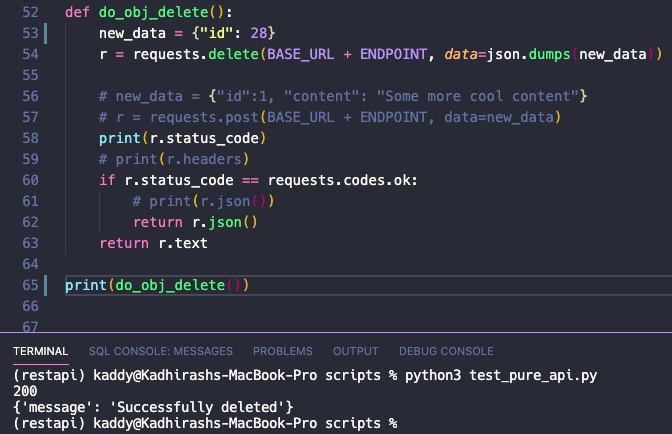 52 def do_obj_delete():
53     new_data = {"id": 28}
54     r = requests.delete(BASE_URL + ENDPOINT, data=json.dumps(new_data))
55
56     # new_data = {"id":1, "content": "Some more cool content"}
57     # r = requests.post(BASE_URL + ENDPOINT, data=new_data)
58     print(r.status_code)
59     # print(r.headers)
60     if r.status_code == requests.codes.ok:
61         # print(r.json())
62         return r.json()
63     return r.text
64
65 print(do_obj_delete())
66
67
TERMINAL SQL CONSOLE: MESSAGES PROBLEMS OUTPUT DEBUG CONSOLE
(restapi) kaddy@Kadhirashs-MacBook-Pro scripts % python3 test_pure_api.py
200
{'message': 'Successfully deleted'}
(restapi) kaddy@Kadhirashs-MacBook-Pro scripts %